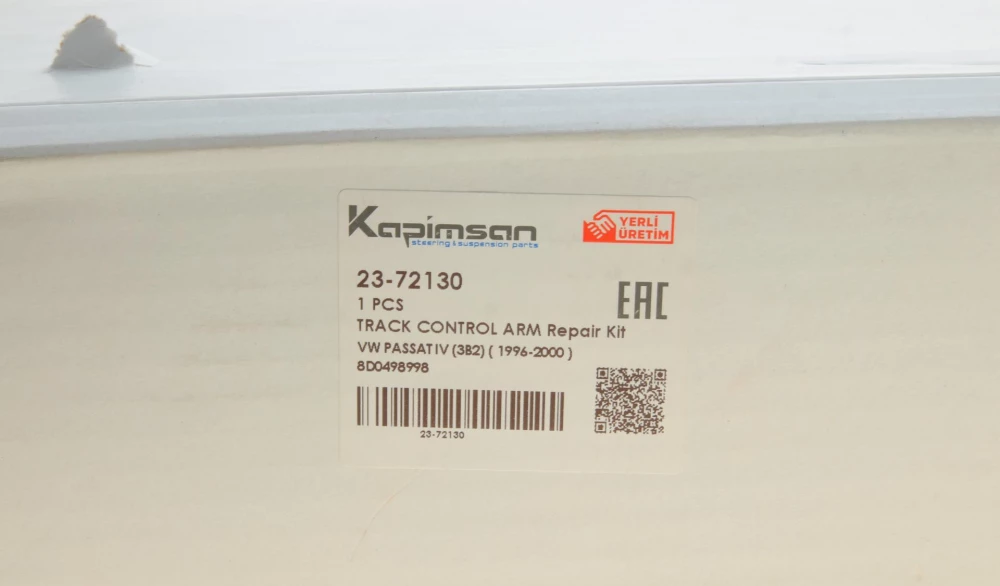 Kapimsan
steering & suspension parts
YERLİ
ÜRETİM
23-72130
1 PCS
EAC
TRACK CONTROL ARM Repair Kit
VW PASSAT IV (3B2) ( 1996-2000 )
8D0498998
23-72130